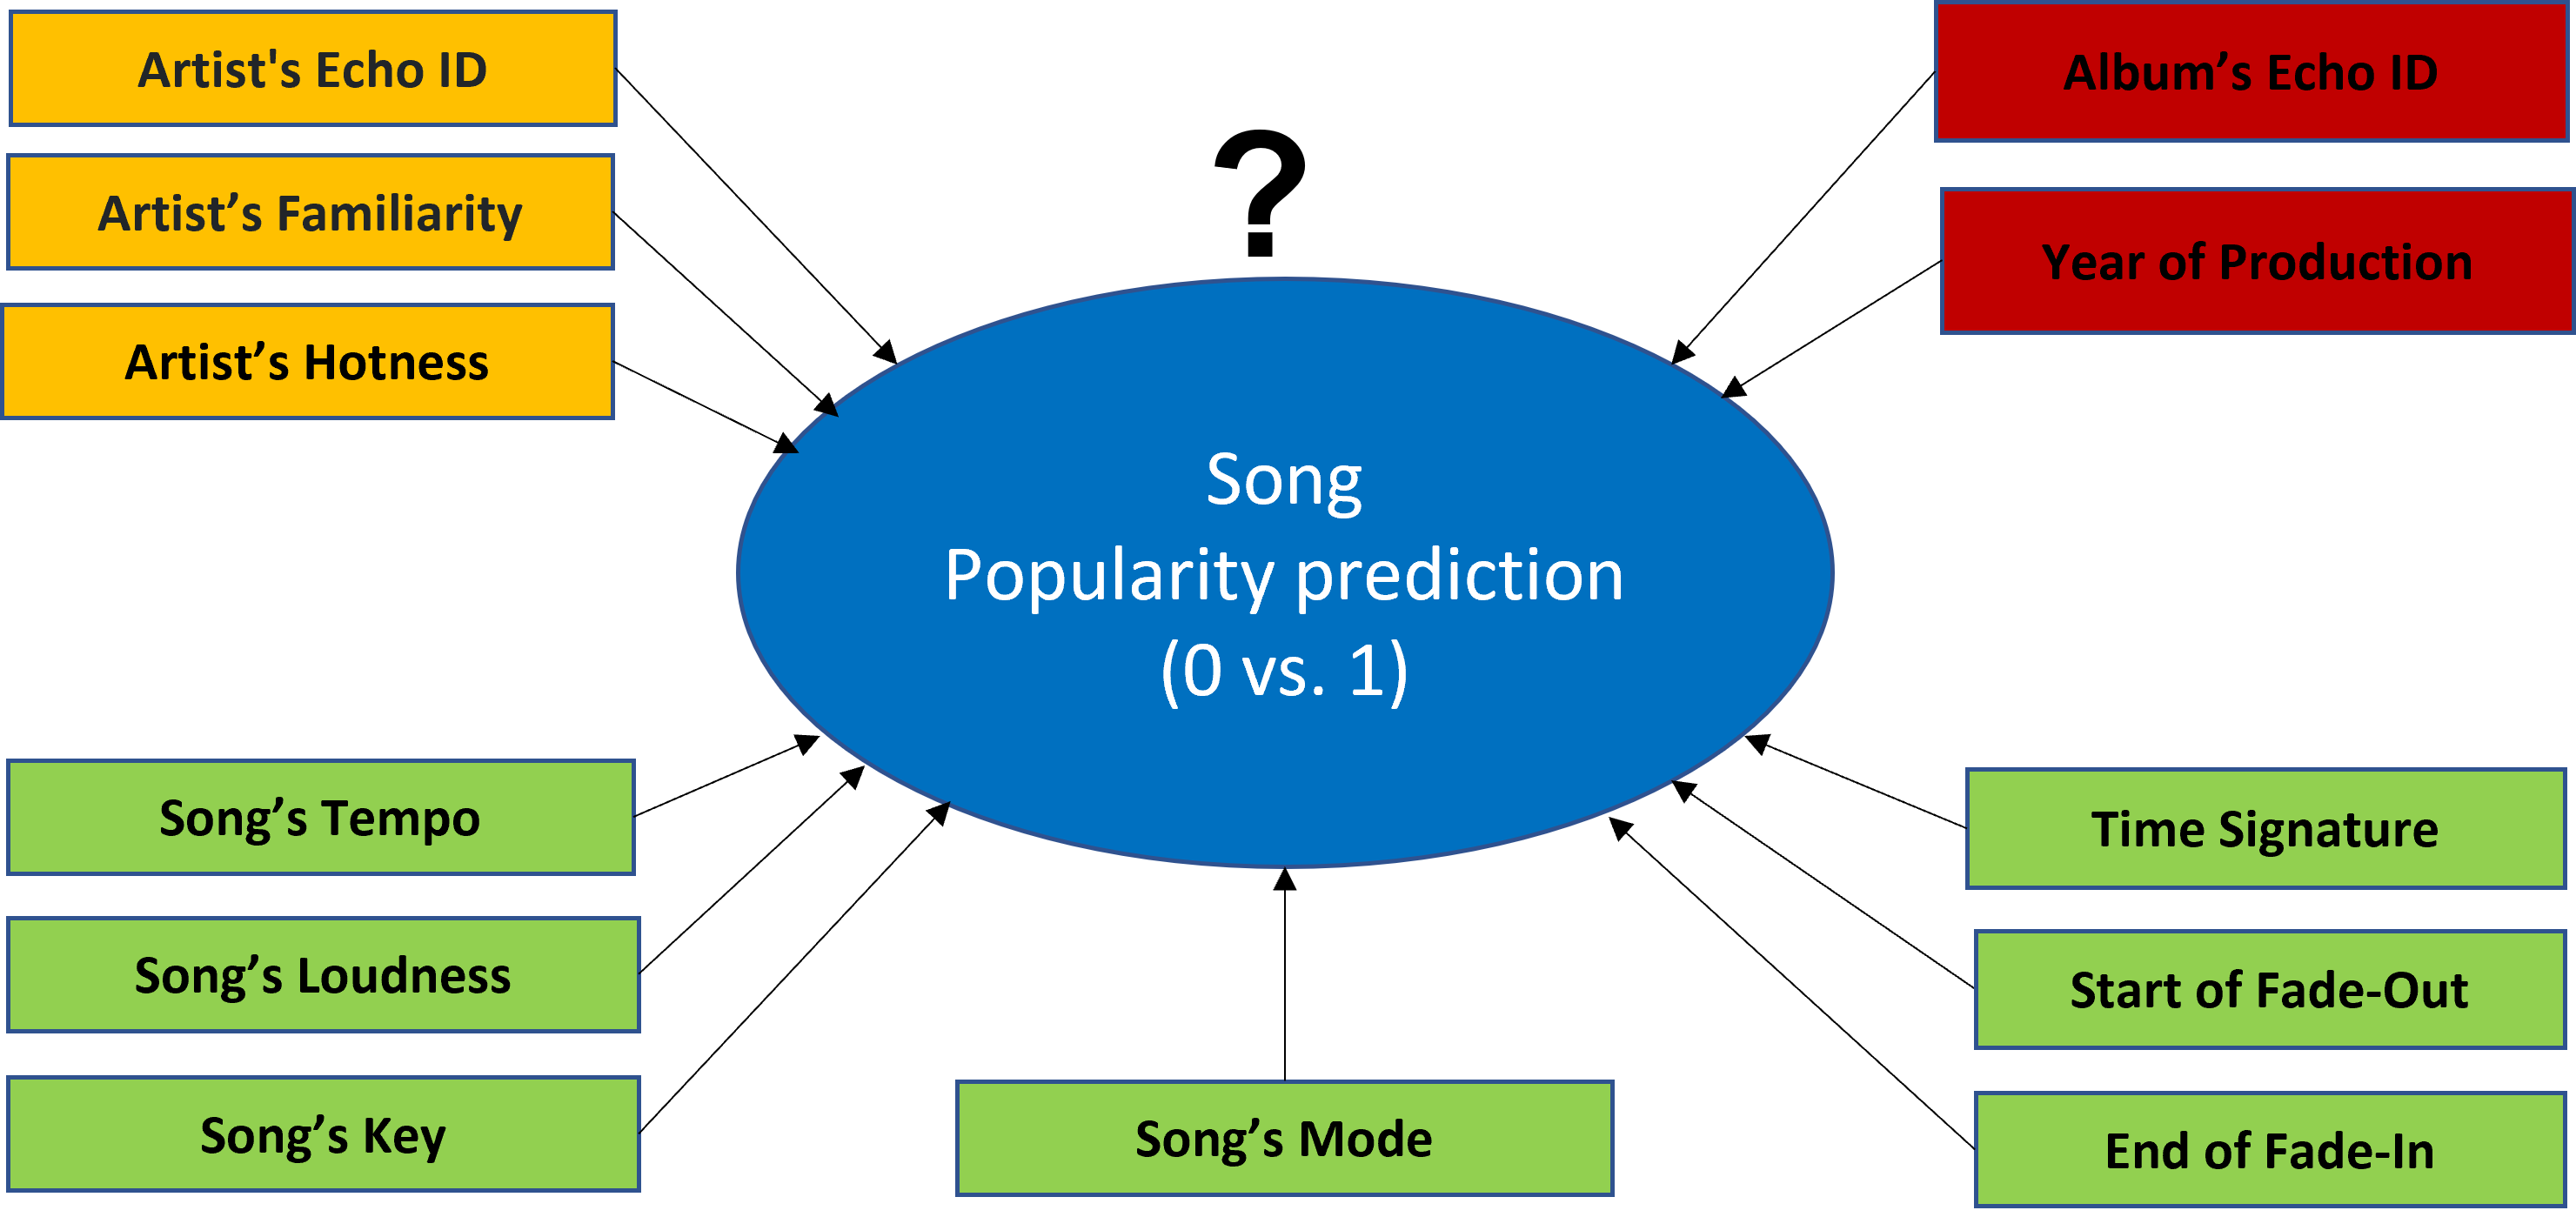 Artist's Echo ID
Album’s Echo ID
?
Artist’s Familiarity
Year of Production
Artist’s Hotness
Song
Popularity prediction
(0 vs. 1)
Song’s Tempo
Time Signature
Song’s Loudness
Start of Fade-Out
Song’s Key
Song’s Mode
End of Fade-In